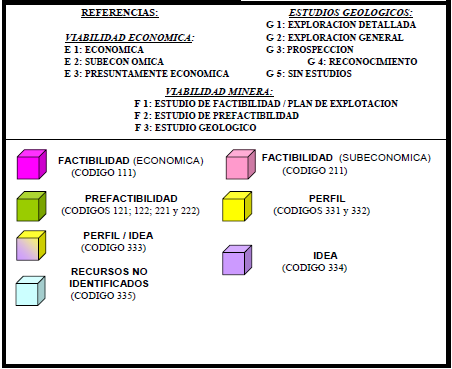 REFERENCIAS:
ESTUDIOS GEOLOGICOS:
G 1: EXPLORACION DETALLADA
VIABILIDAD ECONOMICA:
G 2: EXPLORACION GENERAL
E 1: ECONOMICA
G 3: PROSPECCION
E 2: SUBECON OMICA
G 4: RECONOCIMIENTO
E 3: PRESUNTAMENTE ECONOMICA
G 5: SIN ESTUDIOS
VIABILIDAD MINERA:
F 1: ESTUDIO DE FACTIBILIDAD / PLAN DE EXPLOTACION
F 2: ESTUDIO DE PREFACTIBILIDAD
F 3: ESTUDIO GEOLOGICO
FACTIBILIDAD (ECONOMICA)
(CODIGO 111)
FACTIBILIDAD (SUBECONOMICA)
(CODIGO 211)
PREFACTIBILIDAD
(CODIGOS 121; 122; 221 y 222)
PERFIL
(CODIGOS 331 y 332)
PERFIL / IDEA
(CODIGO 333)
IDEA
(CODIGO 334)
RECURSOS NO
IDENTIFICADOS
(CODIGO 335)